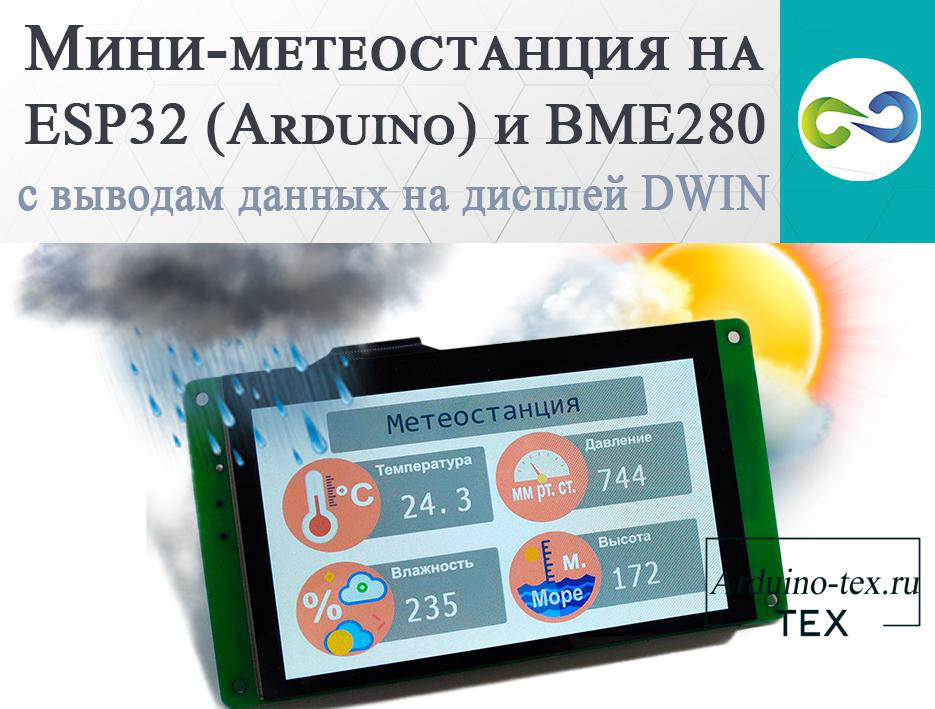 Мини-метеостанция на
ESP32 (Arduino) и BME280
с выводам данных на дисплей DWIN
Метеостанция
Температура
°C
24.3
Давление
мм рт. ст.
744
Влажность
%
235
Высота
м.
Море
172
Arduino-tex.ru
TEX